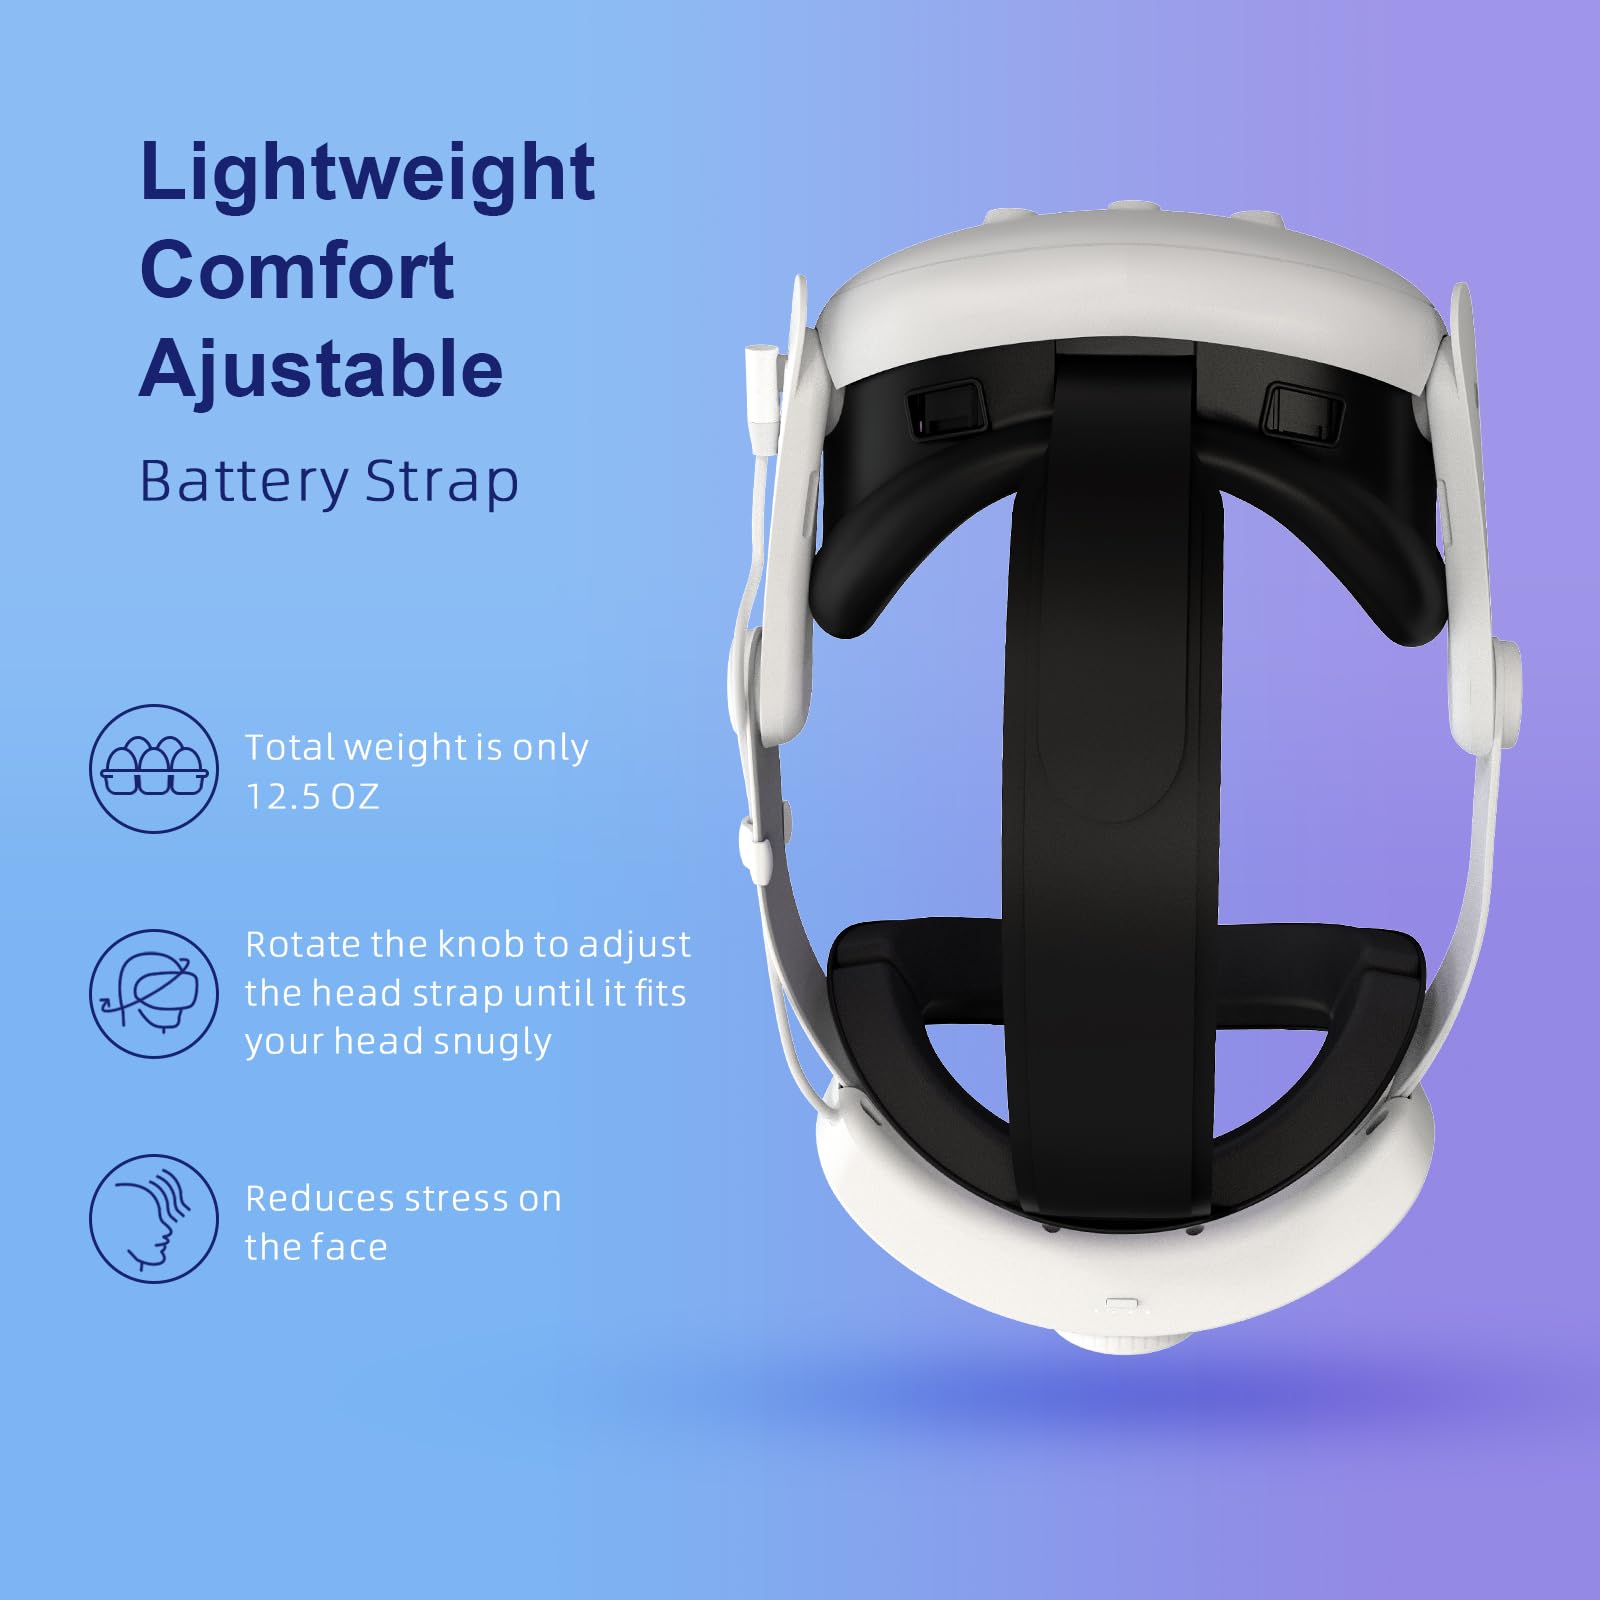 Lightweight
Comfort
Ajustable
Battery Strap
Total weight is only
12.5 OZ
Rotate the knob to adjust
the head strap until it fits
your head snugly
Reduces stress on
the face